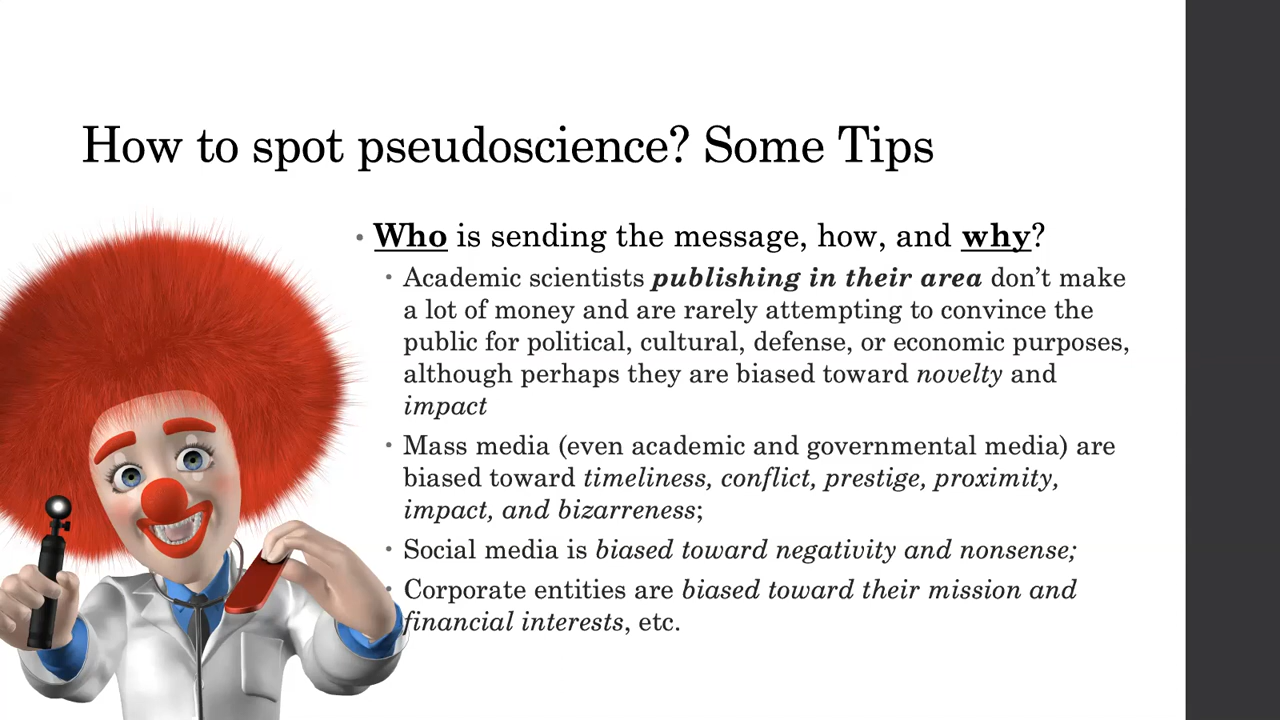 How to spot pseudoscience? Some Tips
• Who is sending the message, how, and why?
• Academic scientists publishing in their area don’t make
a lot of money and are rarely attempting to convince the
public for political, cultural, defense, or economic purposes,
although perhaps they are biased toward novelty and
impact
• Mass media (even academic and governmental media) are
biased toward timeliness, conflict, prestige, proximity,
impact, and bizarreness;
• Social media is biased toward negativity and nonsense;
• Corporate entities are biased toward their mission and
financial interests, etc.